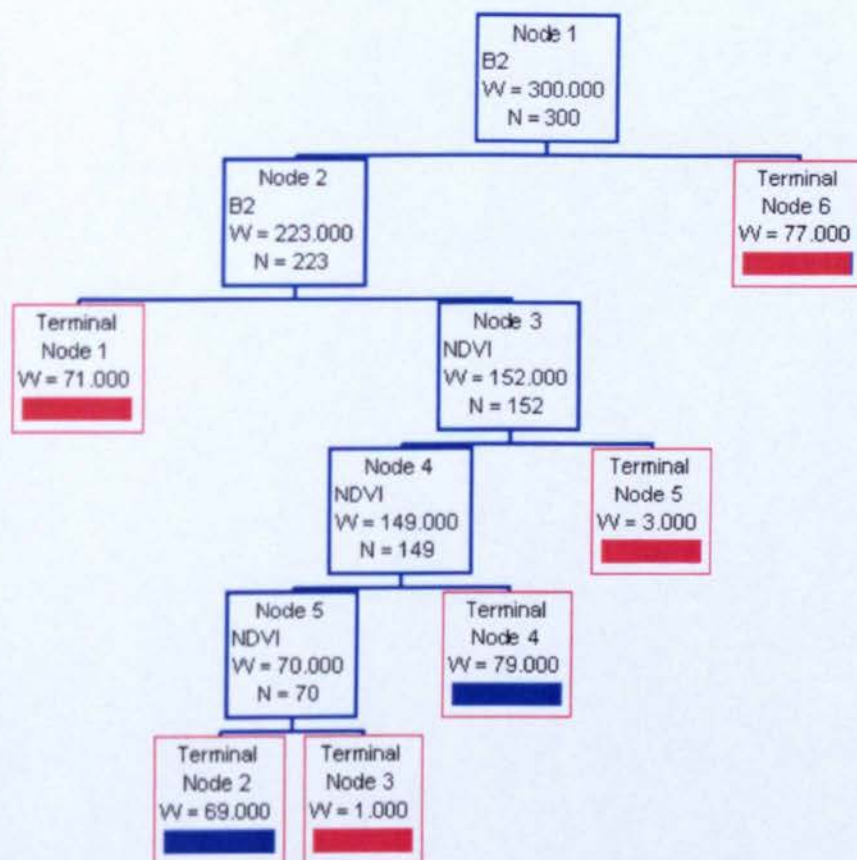 Node 1
B2
W = 300.000
N = 300
Node 2
B2
W = 223.000
N = 223
Terminal
Node 6
W = 77.000
Terminal
Node 1
W = 71.000
Node 3
NDVI
W = 152.000
N = 152
Node 4
NDVI
W = 149.000
N = 149
Terminal
Node 5
W = 3.000
Node 5
NDVI
W = 70.000
N = 70
Terminal
Node 4
W = 79.000
Terminal
Node 2
W = 69.000
Terminal
Node 3
W = 1.000